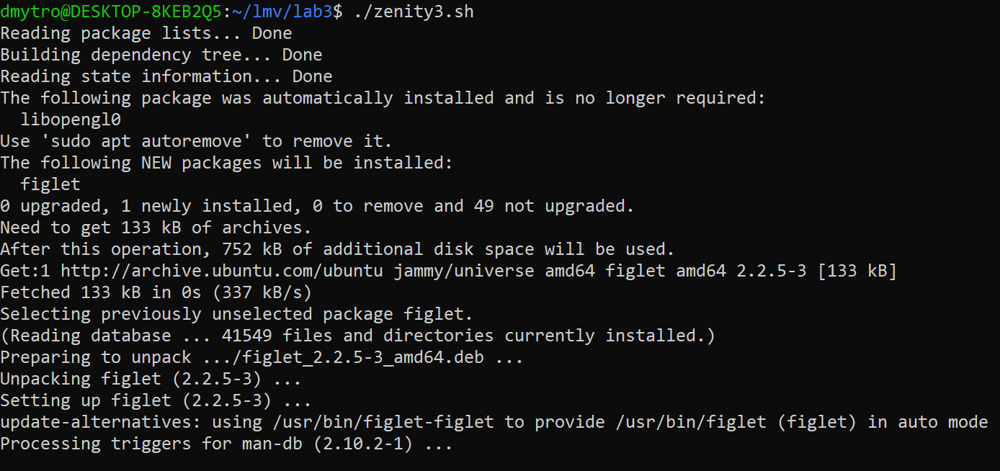 dmytro@DESKTOP-8KEB2Q5:~/lmv/lab3$ ./zenity3.sh
Reading package lists... Done
Building dependency tree... Done
Reading state information... Done
The following package was automatically installed and is no longer required:
  libopengl0
Use 'sudo apt autoremove' to remove it.
The following NEW packages will be installed:
  figlet
0 upgraded, 1 newly installed, 0 to remove and 49 not upgraded.
Need to get 133 kB of archives.
After this operation, 752 kB of additional disk space will be used.
Get:1 http://archive.ubuntu.com/ubuntu jammy/universe amd64 figlet amd64 2.2.5-3 [133 kB]
Fetched 133 kB in 0s (337 kB/s)
Selecting previously unselected package figlet.
(Reading database ... 41549 files and directories currently installed.)
Preparing to unpack .../figlet_2.2.5-3_amd64.deb ...
Unpacking figlet (2.2.5-3) ...
Setting up figlet (2.2.5-3) ...
update-alternatives: using /usr/bin/figlet-figlet to provide /usr/bin/figlet (figlet) in auto mode
Processing triggers for man-db (2.10.2-1) ...